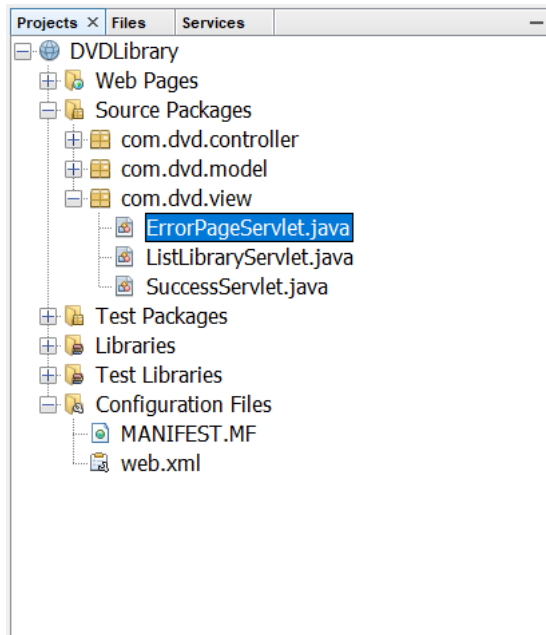 Projects Files Services
DVDLibrary
Web Pages
Source Packages
com.dvd.controller
com.dvd.model
com.dvd.view
ErrorPageServlet.java
ListLibraryServlet.java
SuccessServlet.java
Test Packages
Libraries
Test Libraries
Configuration Files
MANIFEST.MF
web.xml